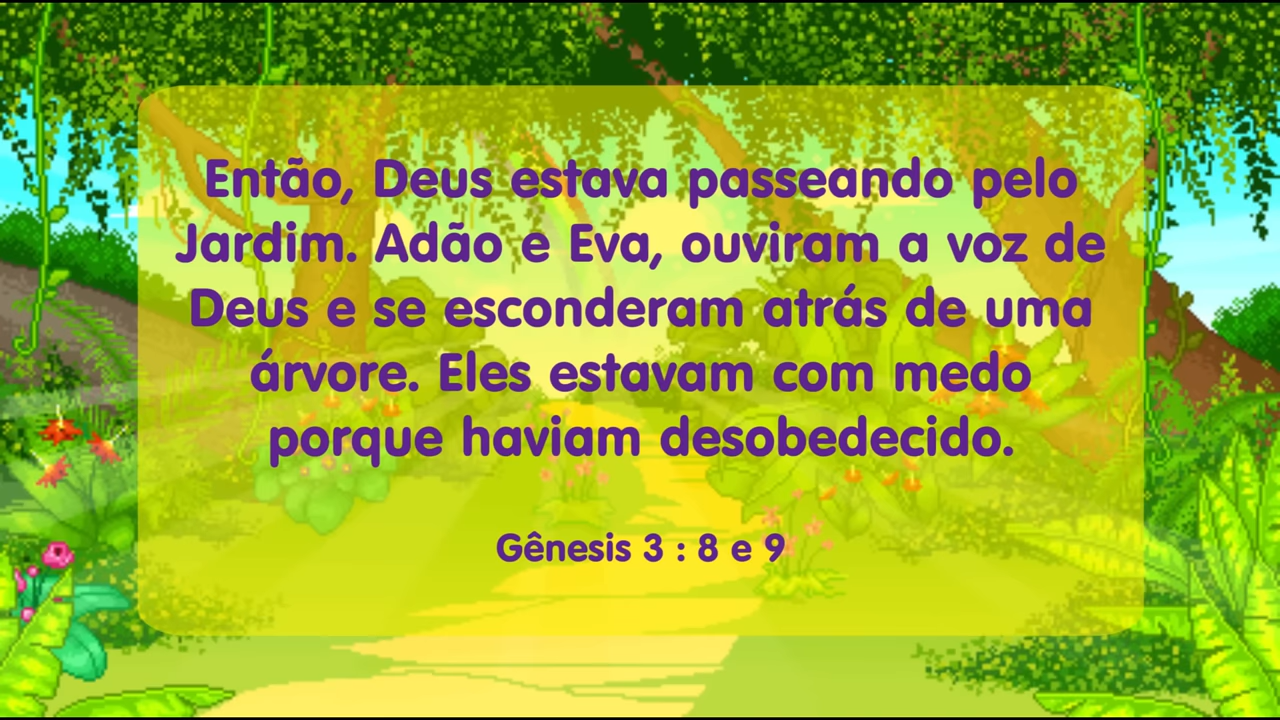 Então, Deus estava passeando pelo
Jardim. Adão e Eva, ouviram a voz de
Deus e se esconderam atrás de uma
árvore. Eles estavam com medo
porque haviam desobedecido.
Gênesis 3 : 8 e 9